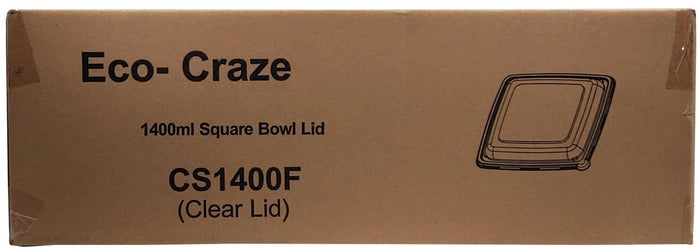 Eco- Craze
1400ml Square Bowl Lid
CS1400F
(Clear Lid)